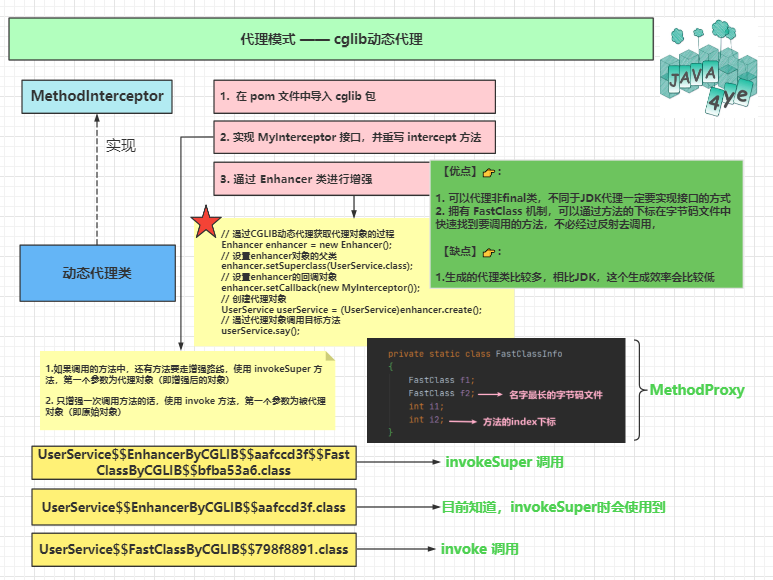 代理模式 —— cglib动态代理
JAVA
4ye
MethodInterceptor
实现
动态代理类
1. 在 pom 文件中导入 cglib 包
2. 实现 MyInterceptor 接口，并重写 intercept 方法
3. 通过 Enhancer 类进行增强
【优点】👉：
1. 可以代理非final类，不同于JDK代理一定要实现接口的方式
2. 拥有 FastClass 机制，可以通过方法的下标在字节码文件中
快速找到要调用的方法，不必经过反射去调用，
【缺点】👉：
1.生成的代理类比较多，相比JDK，这个生成效率会比较低
// 通过CGLIB动态代理获取代理对象的过程
Enhancer enhancer = new Enhancer();
// 设置enhancer对象的父类
enhancer.setSuperclass(UserService.class);
// 设置enhancer的回调对象
enhancer.setCallback(new MyInterceptor());
// 创建代理对象
UserService userService = (UserService)enhancer.create();
// 通过代理对象调用目标方法
userService.say();
1.如果调用的方法中，还有方法要走增强路线，使用 invokeSuper 方
法，第一个参数为代理对象（即增强后的对象）
2. 只增强一次调用方法的话，使用 invoke 方法，第一个参数为被代理
对象（即原始对象）
private static class FastClassInfo
{
FastClass f1;
FastClass f2;
名字最长的字节码文件
int i1;
int i2;
方法的index下标
}
MethodProxy
UserService$$EnhancerByCGLIB$$aafccd3f$$Fast
ClassByCGLIB$$bfba53a6.class
invokeSuper 调用
UserService$$EnhancerByCGLIB$$aafccd3f.class
目前知道，invokeSuper时会使用到
UserService$$FastClassByCGLIB$$798f8891.class
invoke 调用